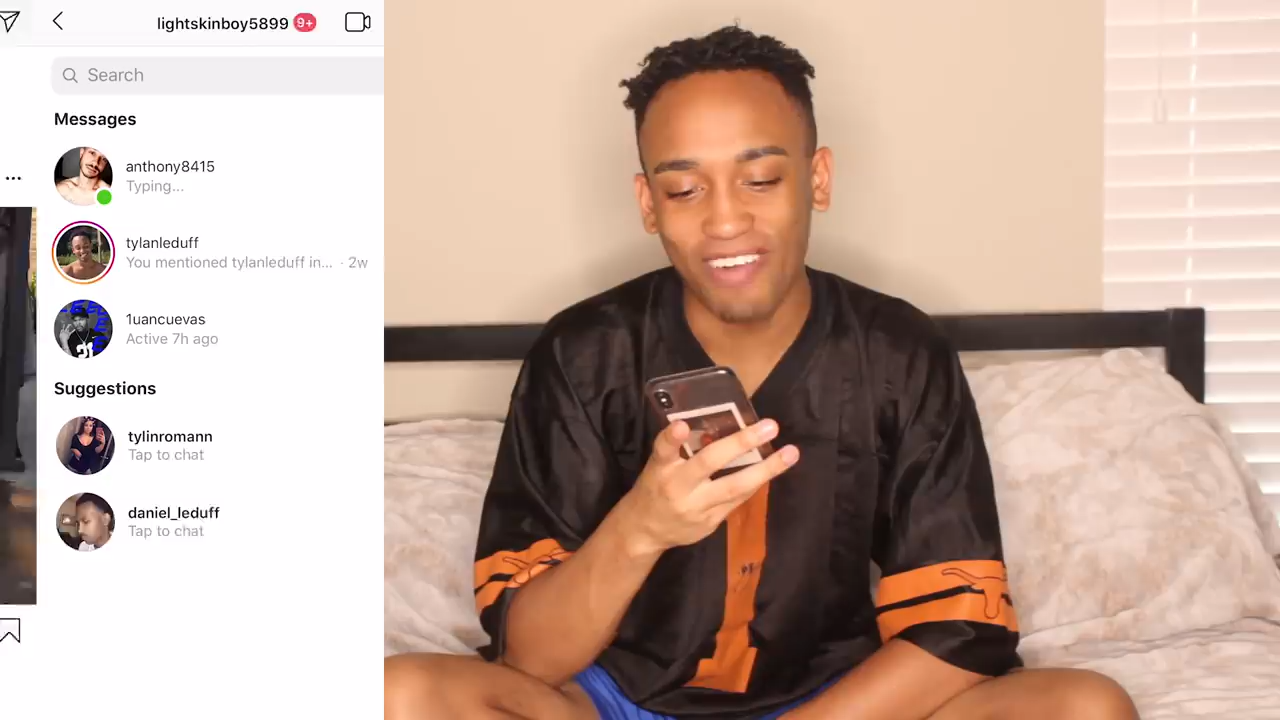 lightskinboy5899 9+
Search
Messages
anthony8415
Typing...
tylanleduff
You mentioned tylanleduff in... · 2w
1uancuevas
Active 7h ago
Suggestions
tylinromann
Tap to chat
daniel_leduff
Tap to chat